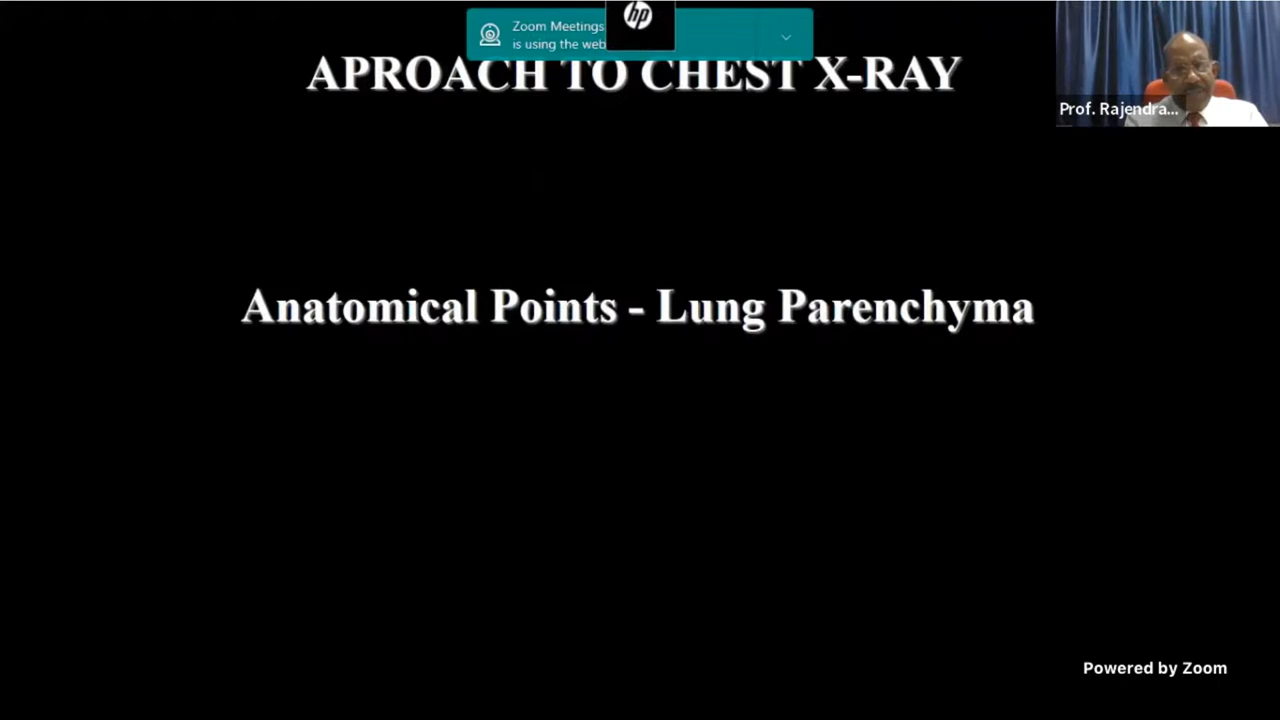 Zoom Meetings
is using the web
hp
APROACH TO CHEST X-RAY
Prof. Rajendra...
Anatomical Points - Lung Parenchyma
Powered by Zoom